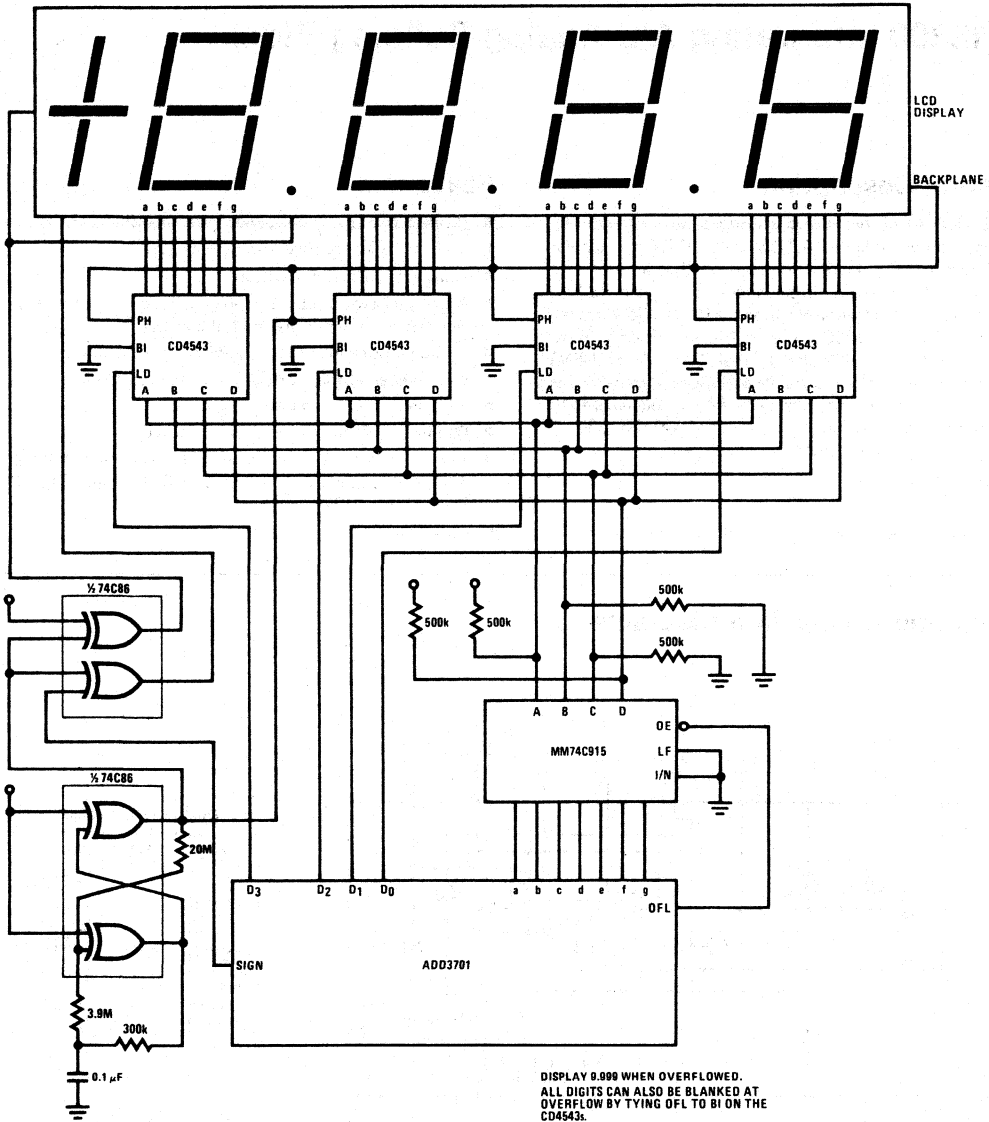 LCD
DISPLAY
BACKPLANE
a b c d e f g
a b c d e f g
a b c d e f g
a b c d e f g
PH
BI
LD
CD4543
A B C D
PH
BI
LD
CD4543
A B C D
PH
BI
LD
CD4543
A B C D
PH
BI
LD
CD4543
A B C D
½ 74C86
500k
500k
500k
500k
A B C D
OE
MM74C915
LF
I/N
½ 74C86
20M
D3 D2 D1 D0
a b c d e f g
OFL
SIGN
ADD3701
3.9M
300k
0.1 µF
DISPLAY 9.999 WHEN OVERFLOWED.
ALL DIGITS CAN ALSO BE BLANKED AT
OVERFLOW BY TYING OFL TO BI ON THE
CD4543s.